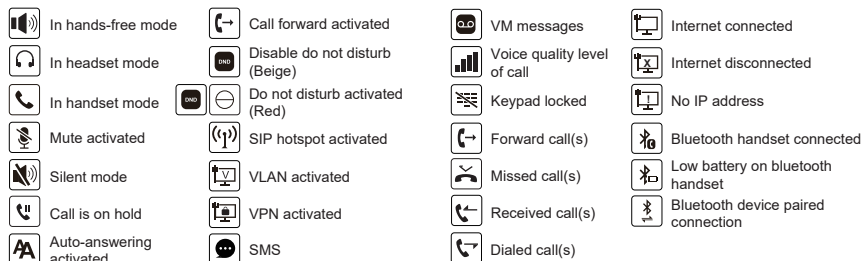 In hands-free mode
In headset mode
In handset mode
Mute activated
Silent mode
Call is on hold
AA Auto-answering
activated
Call forward activated
DND Disable do not disturb
(Beige)
DND Do not disturb activated
(Red)
SIP hotspot activated
V VLAN activated
VPN activated
SMS
VM messages
Voice quality level
of call
Keypad locked
Forward call(s)
Missed call(s)
Received call(s)
Dialed call(s)
Internet connected
x Internet disconnected
! No IP address
Bluetooth handset connected
Low battery on bluetooth
handset
Bluetooth device paired
connection